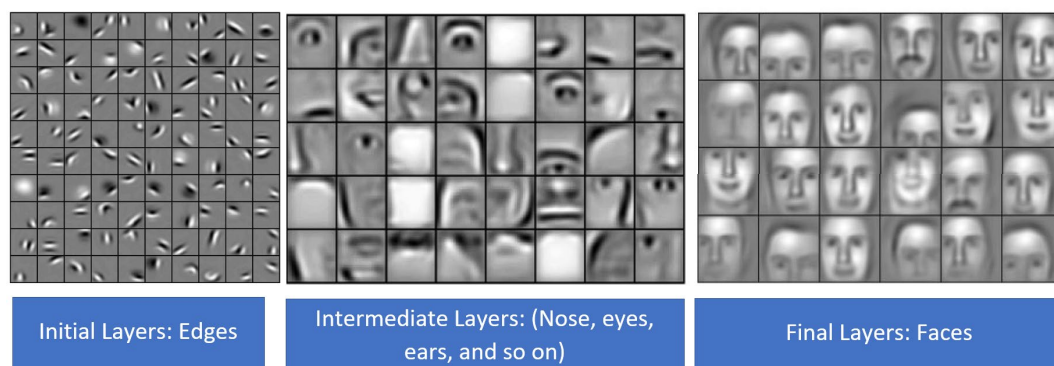 Initial Layers: Edges
Intermediate Layers: (Nose, eyes,
ears, and so on)
Final Layers: Faces